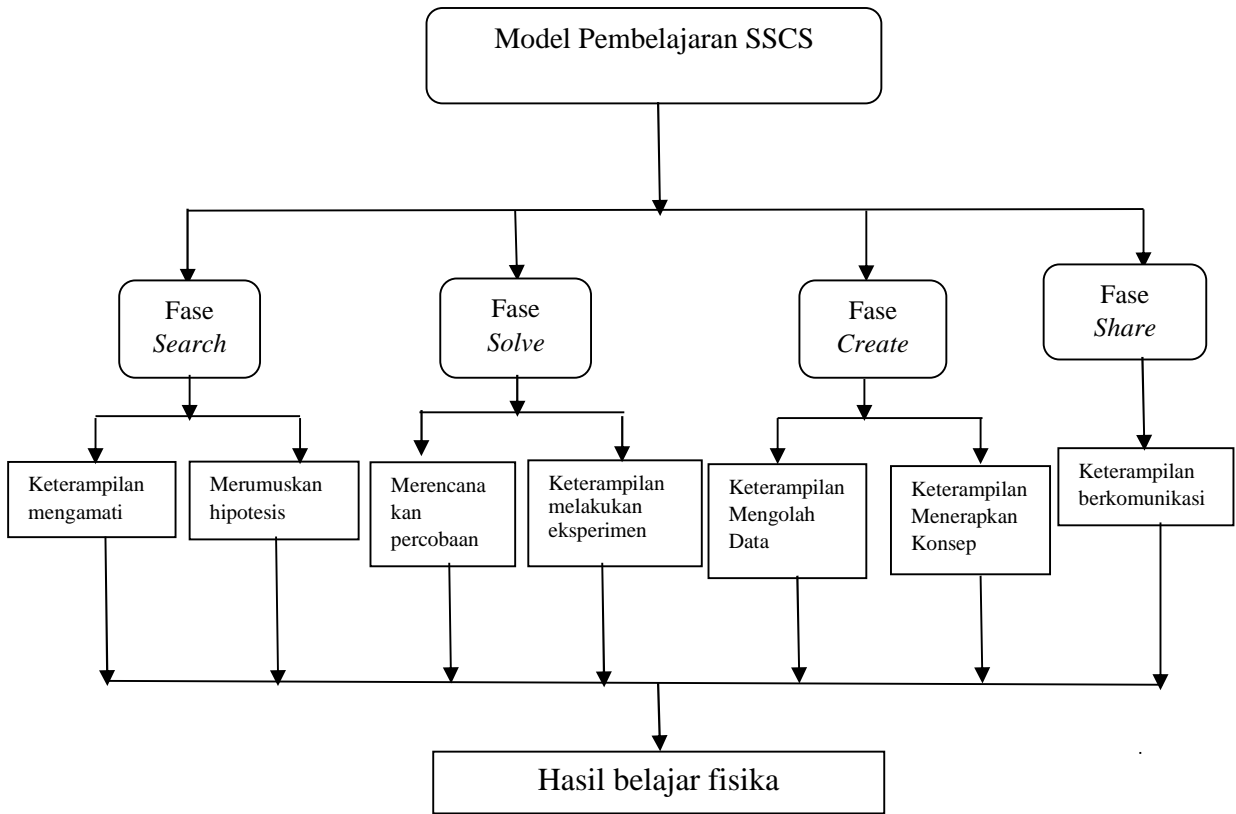 Model Pembelajaran SSCS
Fase
Search
Fase
Solve
Fase
Create
Fase
Share
Keterampilan
mengamati
Merumuskan
hipotesis
Merencana
kan
percobaan
Keterampilan
melakukan
eksperimen
Keterampilan
Mengolah
Data
Keterampilan
Menerapkan
Konsep
Keterampilan
berkomunikasi
Hasil belajar fisika
.